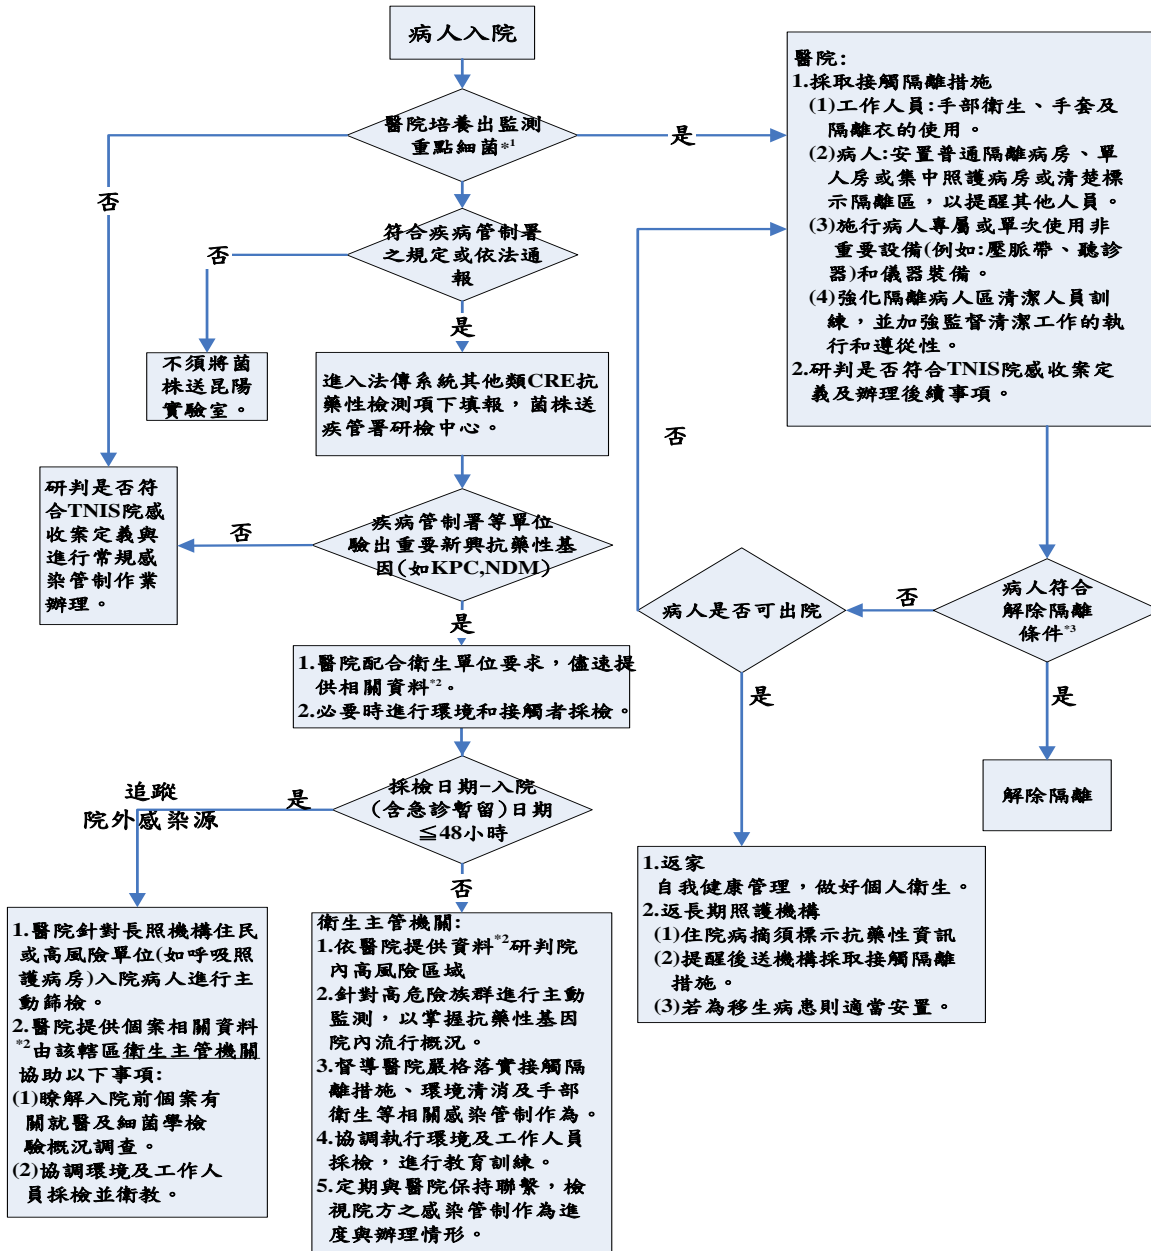 病人入院
醫院培養出監測
重點細菌*1
是
否
符合疾病管制署
之規定或依法通
報
否
是
不須將菌
株送昆陽
實驗室。
進入法傳系統其他類CRE抗
藥性檢測項下填報，菌株送
疾管署研檢中心。
疾病管制署等單位
驗出重要新興抗藥性基
因(如KPC,NDM)
否
是
研判是否符
合TNIS院感
收案定義與
進行常規感
染管制作業
辦理。
1.醫院配合衛生單位要求，儘速提
供相關資料*2。
2.必要時進行環境和接觸者採檢。
採檢日期-入院
(含急診暫留)日期
≦48小時
是
追蹤
院外感染源
否
1.醫院針對長照機構住民
或高風險單位(如呼吸照
護病房)入院病人進行主
動篩檢。
2.醫院提供個案相關資料
*2由該轄區衛生主管機關
協助以下事項:
(1)瞭解入院前個案有
關就醫及細菌學檢
驗概況調查。
(2)協調環境及工作人
員採檢並衛教。
衛生主管機關:
1.依醫院提供資料*2研判院
內高風險區域
2.針對高危險族群進行主動
監測，以掌握抗藥性基因
院內流行概況。
3.督導醫院嚴格落實接觸隔
離措施、環境清消及手部
衛生等相關感染管制作為。
4.協調執行環境及工作人員
採檢，進行教育訓練。
5.定期與醫院保持聯繫，檢
視院方之感染管制作為進
度與辦理情形。
醫院:
1.採取接觸隔離措施
(1)工作人員:手部衛生、手套及
隔離衣的使用。
(2)病人:安置普通隔離病房、單
人房或集中照護病房或清楚標
示隔離區，以提醒其他人員。
(3)施行病人專屬或單次使用非
重要設備(例如:壓脈帶、聽診
器)和儀器裝備。
(4)強化隔離病人區清潔人員訓
練，並加強監督清潔工作的執
行和遵從性。
2.研判是否符合TNIS院感收案定
義及辦理後續事項。
病人符合
解除隔離
條件*3
否
是
解除隔離
病人是否可出院
否
是
1.返家
自我健康管理，做好個人衛生。
2.返長期照護機構
(1)住院病摘須標示抗藥性資訊
(2)提醒後送機構採取接觸隔離
措施。
(3)若為移生病患則適當安置。